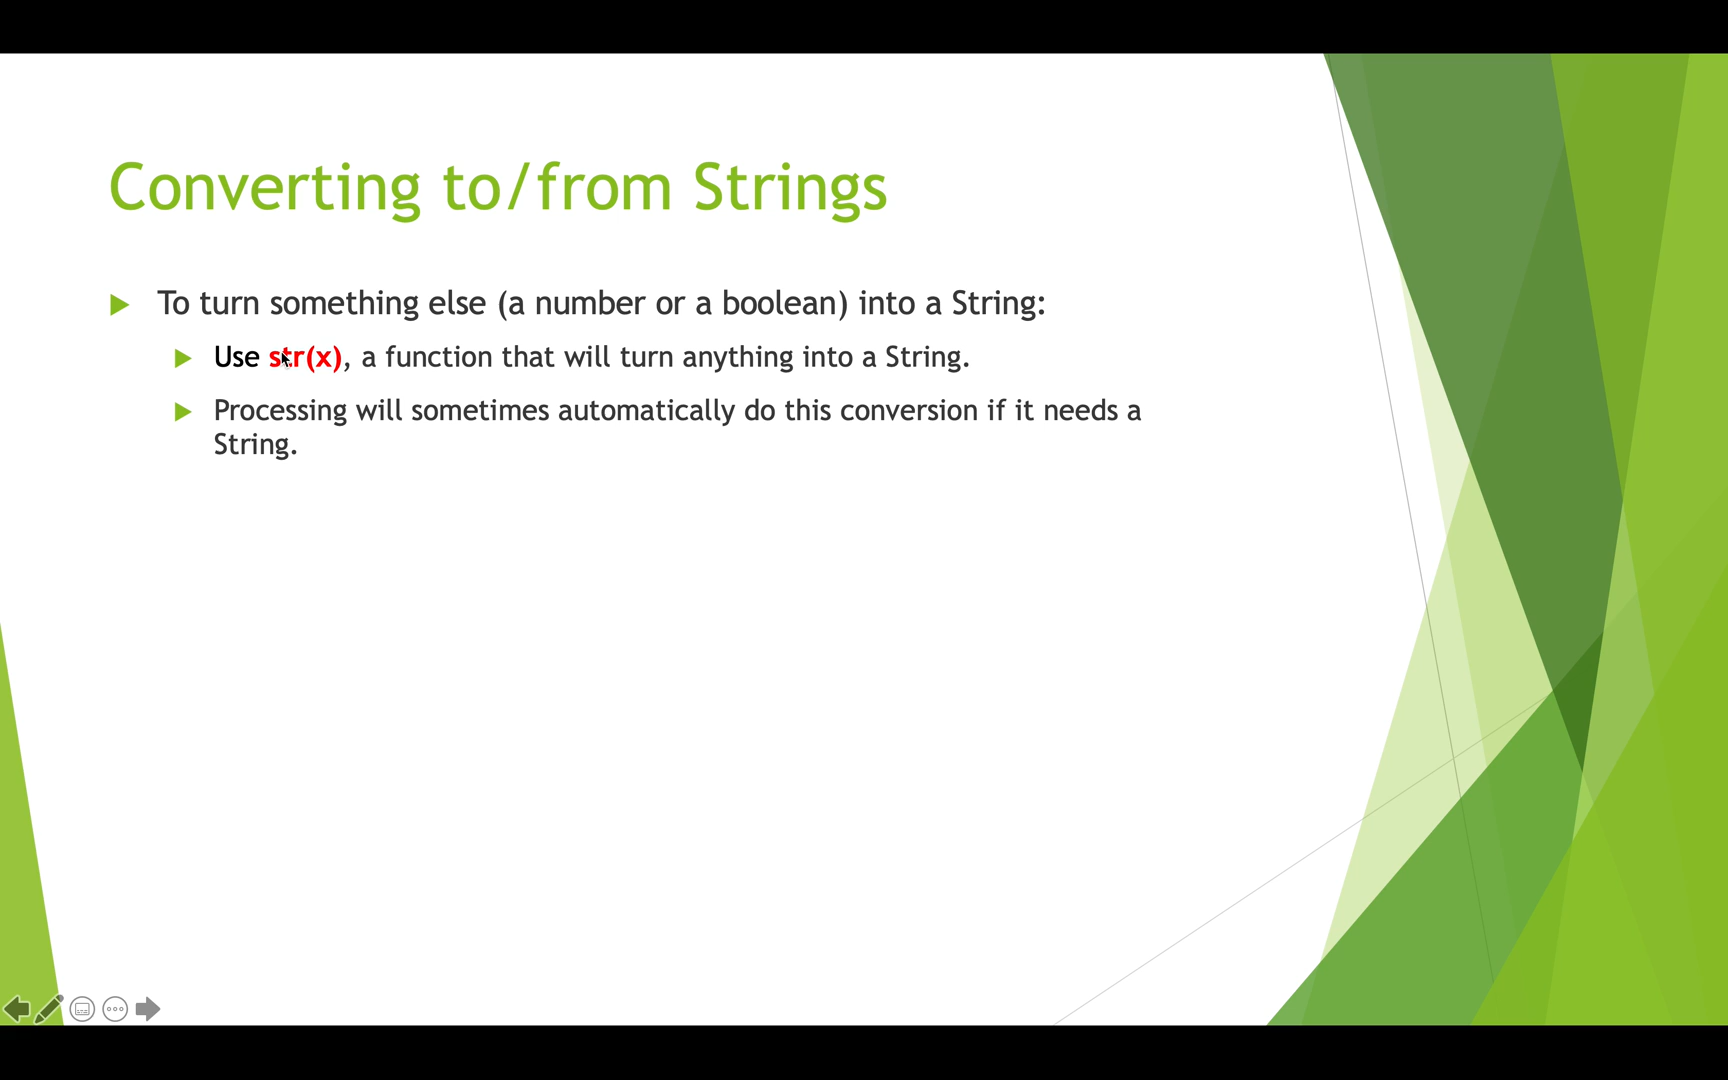 Converting to/from Strings
To turn something else (a number or a boolean) into a String:
Use str(x), a function that will turn anything into a String.
Processing will sometimes automatically do this conversion if it needs a
String.